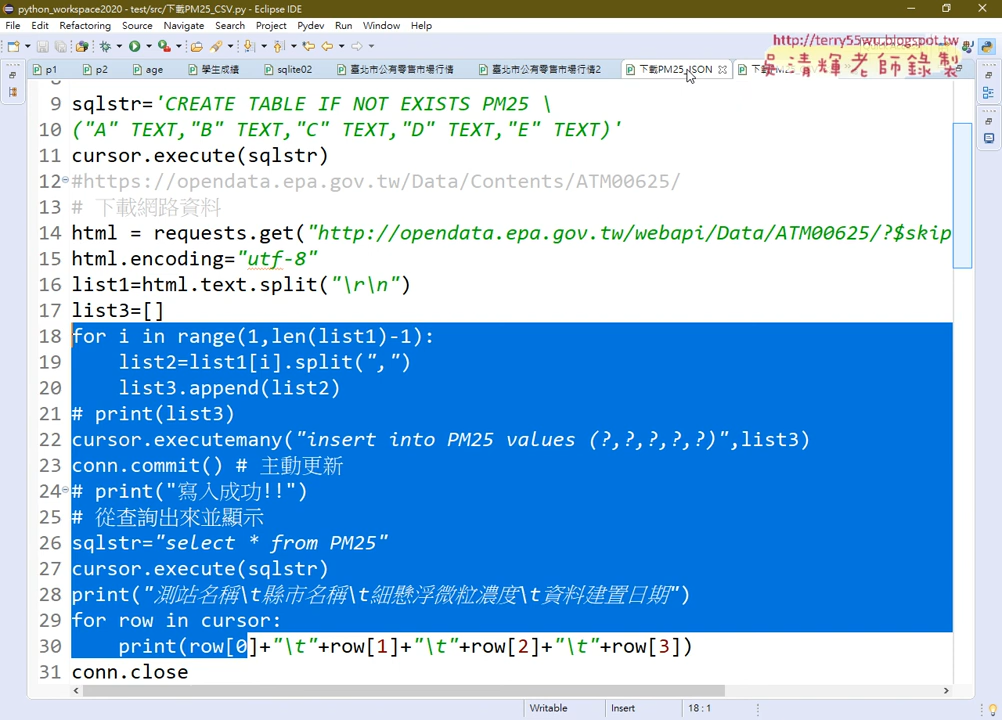 python_workspace2020 - test/src/下載PM25_CSV.py - Eclipse IDE
File Edit Refactoring Source Navigate Search Project Pydev Run Window Help
http://terry55wu.blogspot.tw
吳清輝老師錄製
p1 p2 age 學生成績 sqlite02 臺北市公有零售市場行情 臺北市公有零售市場行情2 下載PM25_JSON
9 sqlstr='CREATE TABLE IF NOT EXISTS PM25 \
10 ("A" TEXT,"B" TEXT,"C" TEXT,"D" TEXT,"E" TEXT)'
11 cursor.execute(sqlstr)
12 #https://opendata.epa.gov.tw/Data/Contents/ATM00625/
13 # 下載網路資料
14 html = requests.get("http://opendata.epa.gov.tw/webapi/Data/ATM00625/?$skip
15 html.encoding="utf-8"
16 list1=html.text.split("\r\n")
17 list3=[]
18 for i in range(1,len(list1)-1):
19 list2=list1[i].split(",")
20 list3.append(list2)
21 # print(list3)
22 cursor.executemany("insert into PM25 values (?,?,?,?,?)",list3)
23 conn.commit() # 主動更新
24 # print("寫入成功!!")
25 # 從查詢出來並顯示
26 sqlstr="select * from PM25"
27 cursor.execute(sqlstr)
28 print("測站名稱\t縣市名稱\t細懸浮微粒濃度\t資料建置日期")
29 for row in cursor:
30 print(row[0]+"\t"+row[1]+"\t"+row[2]+"\t"+row[3])
31 conn.close
Writable Insert 18 : 1